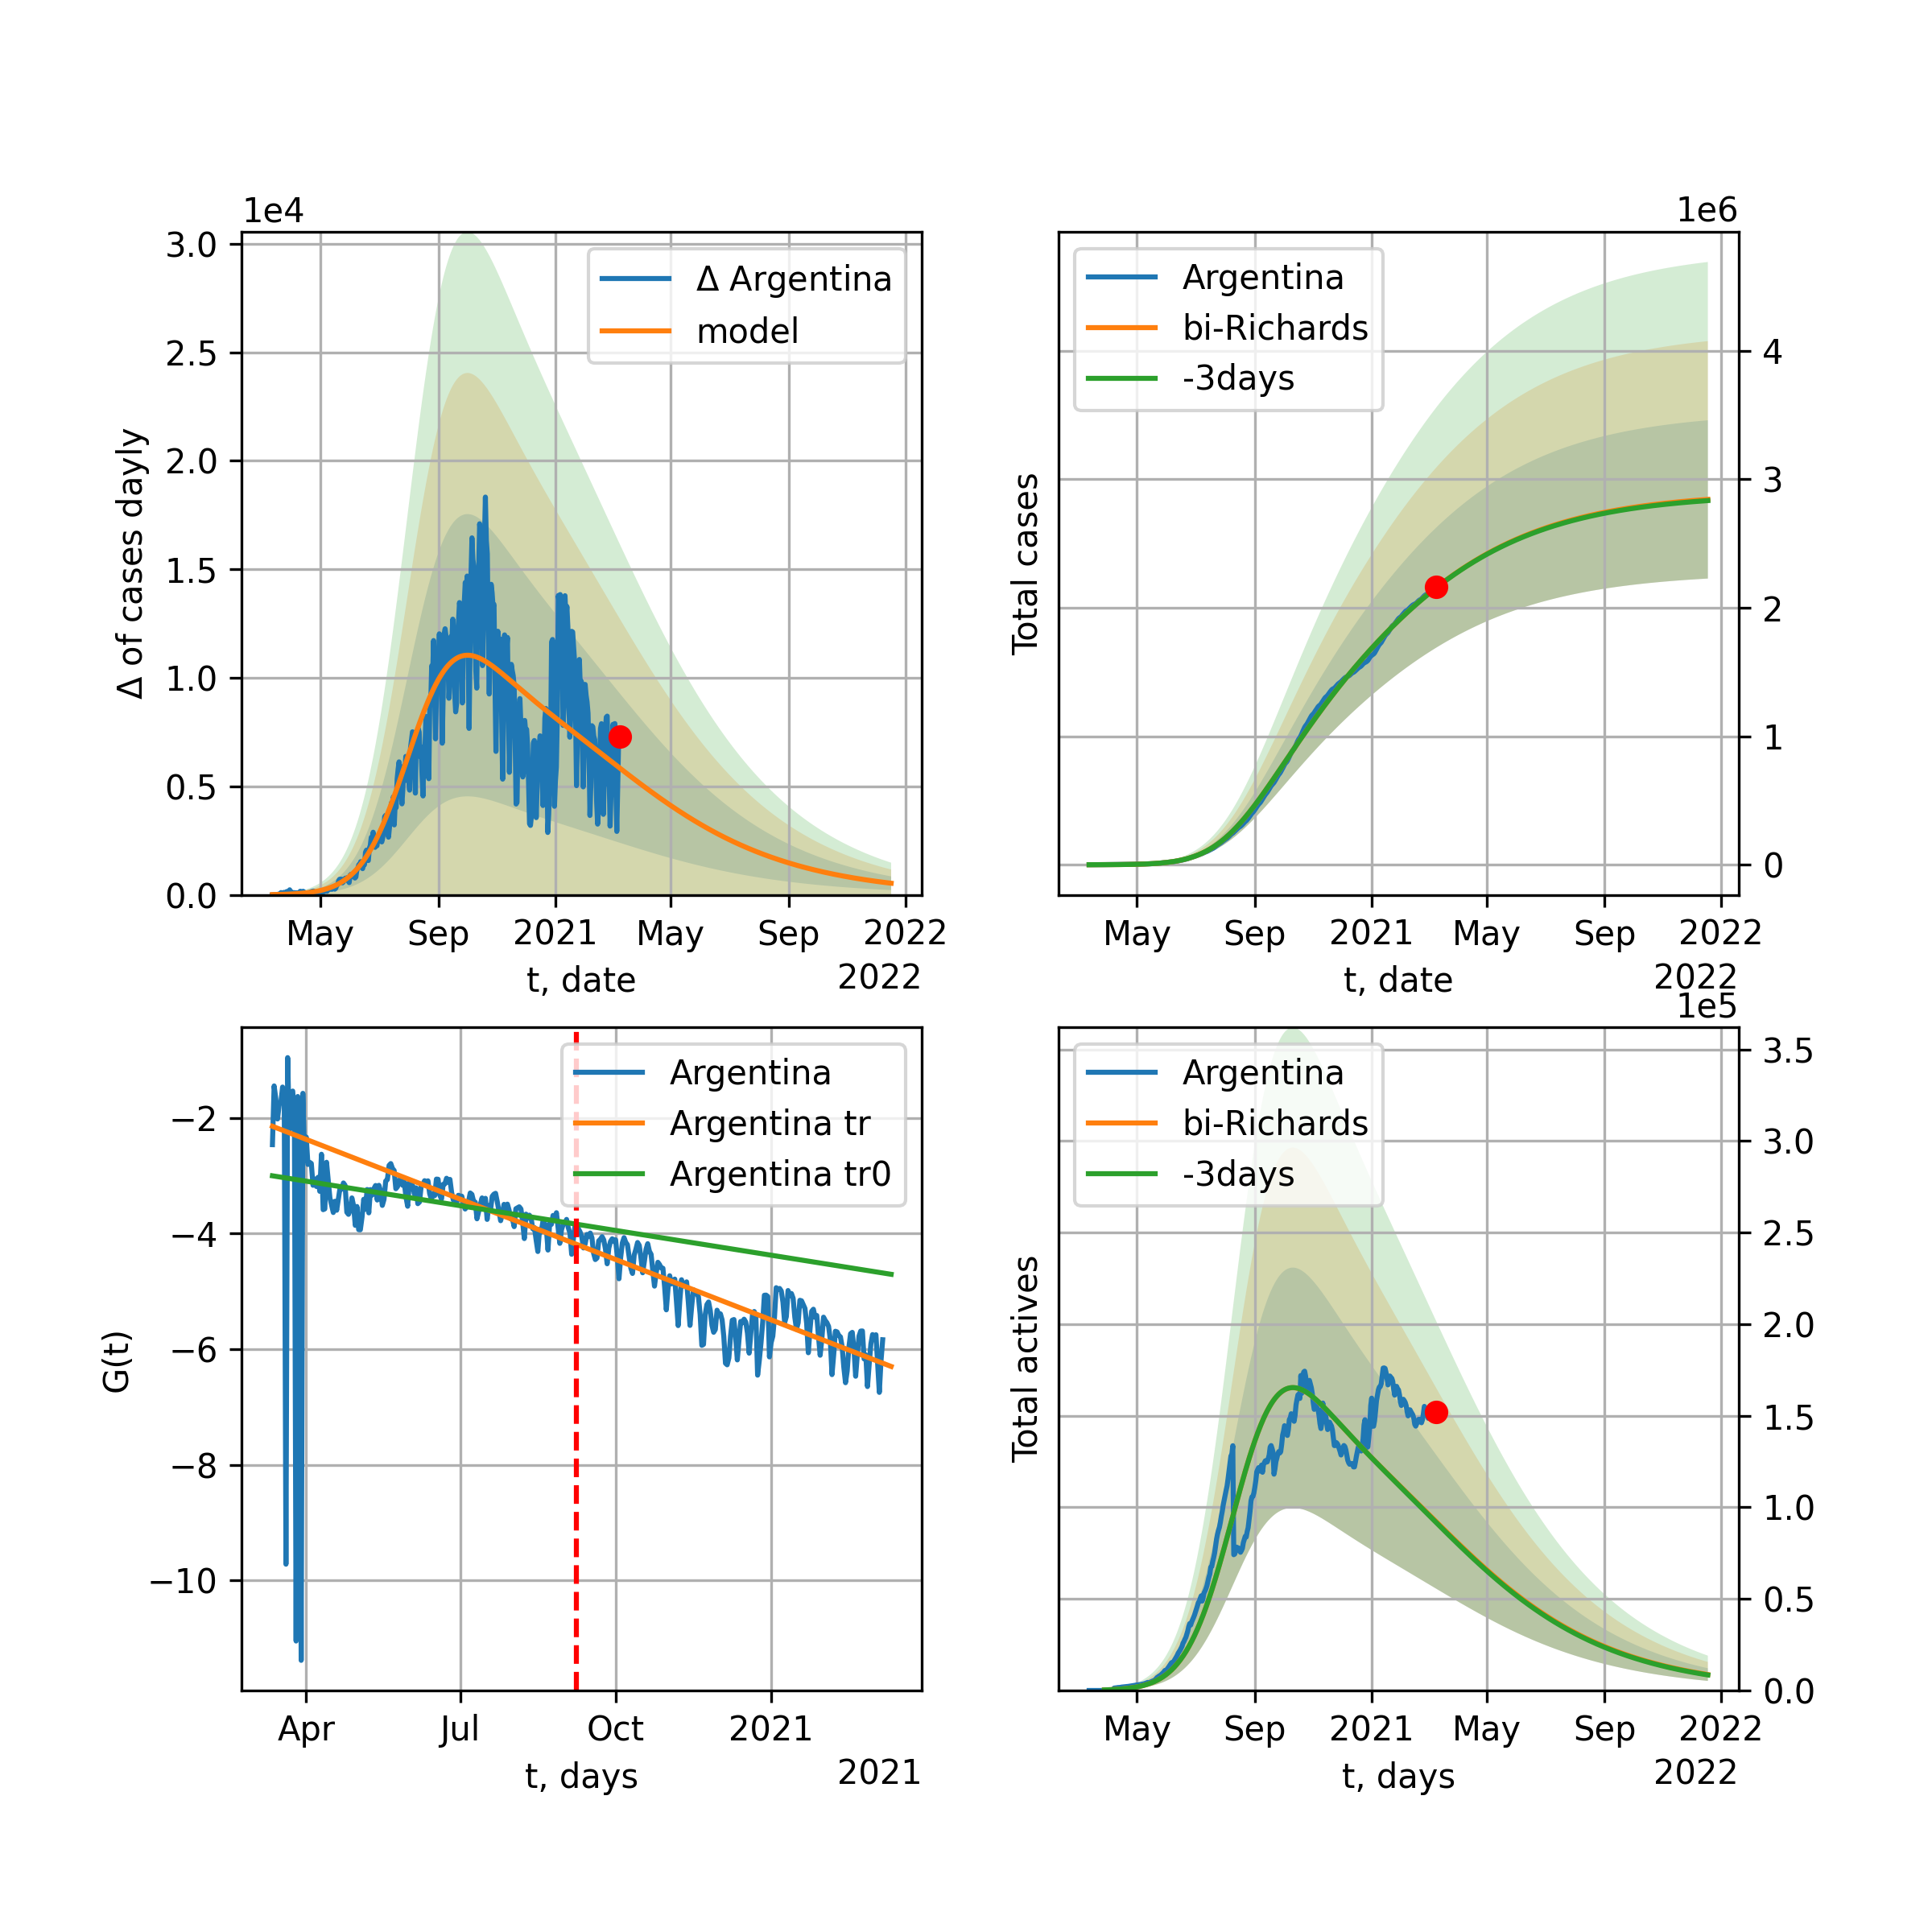 1e4
3.0
2.5
2.0
1.5
1.0
0.5
0.0
Δ of cases dayly
Δ Argentina
model
May Sep 2021 May Sep 2022
t, date
2022
1e6
Argentina
bi-Richards
-3days
Total cases
4
3
2
1
0
May Sep 2021 May Sep 2022
t, date
2022
−2
−4
−6
−8
−10
G(t)
Argentina
Argentina tr
Argentina tr0
Apr Jul Oct 2021
t, days
2021
1e5
Argentina
bi-Richards
-3days
Total actives
3.5
3.0
2.5
2.0
1.5
1.0
0.5
0.0
May Sep 2021 May Sep 2022
t, days
2022